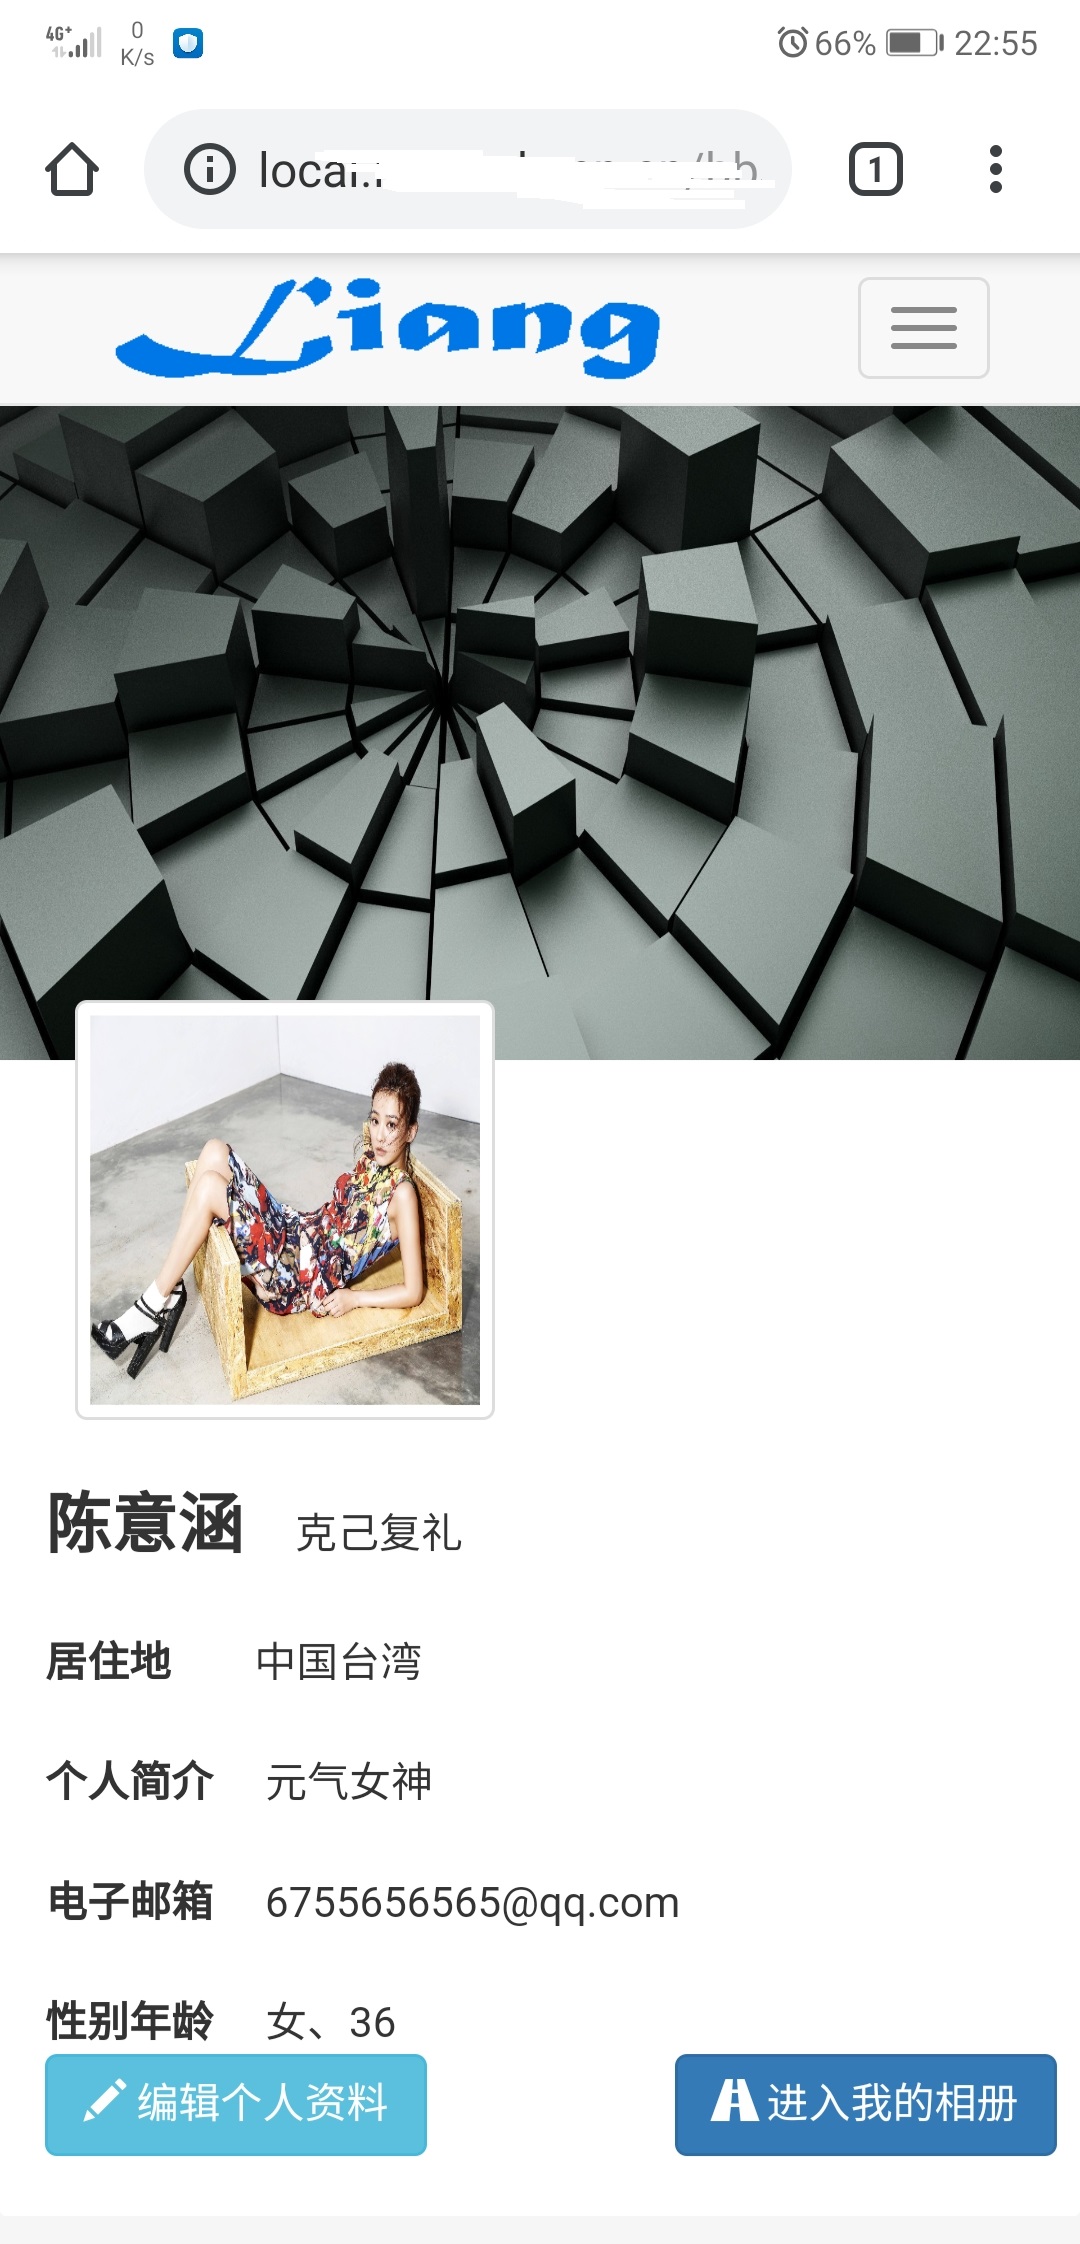 4G+ 0 K/s 66% 22:55
1
Liang
陈意涵 克己复礼
居住地 中国台湾
个人简介 元气女神
电子邮箱 6755656565@qq.com
性别年龄 女、36
编辑个人资料 进入我的相册